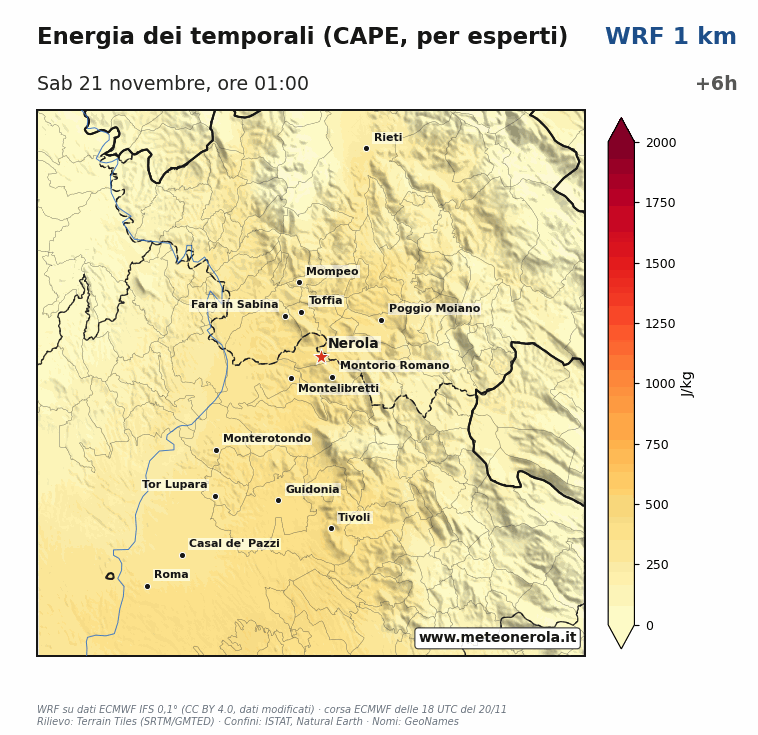 Energia dei temporali (CAPE, per esperti)
WRF 1 km
Sab 21 novembre, ore 01:00
+6h
Rieti
Mompeo
Fara in Sabina
Toffia
Poggio Moiano
Nerola
Montorio Romano
Montelibretti
Monterotondo
Tor Lupara
Guidonia
Tivoli
Casal de' Pazzi
Roma
www.meteonerola.it
2000
1750
1500
1250
1000
750
500
250
0
J/kg
WRF su dati ECMWF IFS 0,1° (CC BY 4.0, dati modificati) · corsa ECMWF delle 18 UTC del 20/11
Rilievo: Terrain Tiles (SRTM/GMTED) · Confini: ISTAT, Natural Earth · Nomi: GeoNames